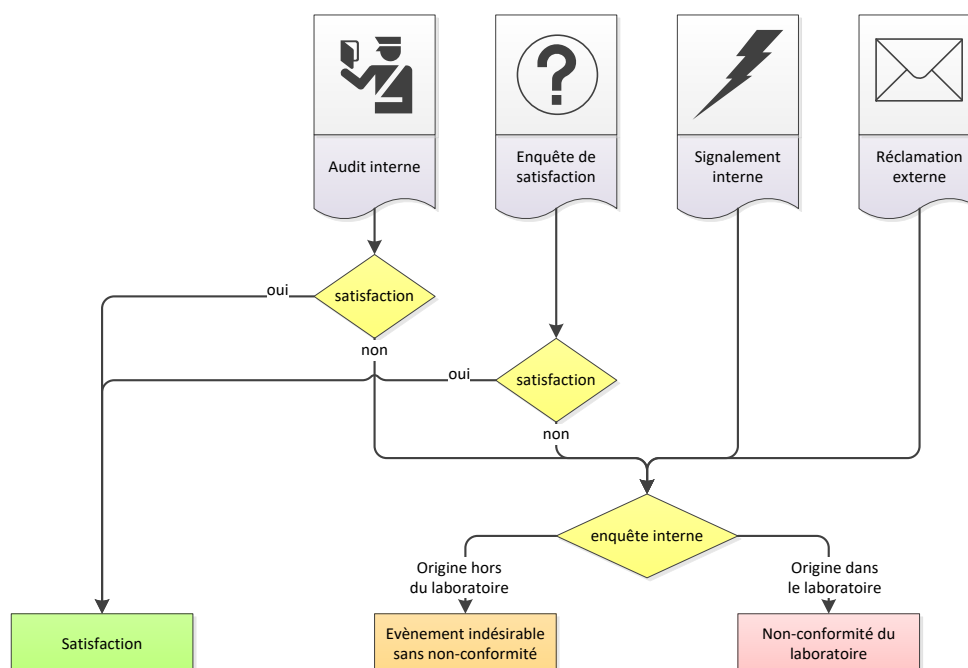 Audit interne
Enquête de
satisfaction
Signalement
interne
Réclamation
externe
oui
satisfaction
non
oui
satisfaction
non
enquête interne
Origine hors
du laboratoire
Origine dans
le laboratoire
Satisfaction
Evènement indésirable
sans non-conformité
Non-conformité du
laboratoire